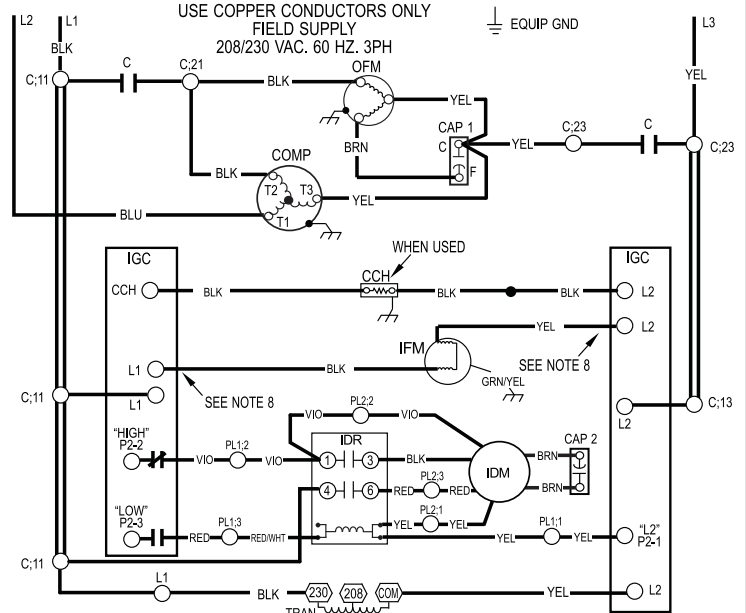 USE COPPER CONDUCTORS ONLY
FIELD SUPPLY
208/230 VAC. 60 HZ. 3PH
L2
L1
EQUIP GND
L3
BLK
YEL
C;11
C
C;21
BLK
OFM
YEL
BRN
CAP 1
C
F
YEL
C;23
C
C;23
COMP
BLK
T2
T3
T1
YEL
BLU
IGC
IGC
WHEN USED
CCH
CCH
BLK
BLK
BLK
L2
YEL
L2
IFM
L1
BLK
GRN/YEL
SEE NOTE 8
SEE NOTE 8
C;11
L1
L2
C;13
PL2;2
VIO
VIO
"HIGH"
P2-2
VIO
PL1;2
VIO
IDR
1
3
BLK
IDM
BRN
CAP 2
BRN
4
6
RED
PL2;3
RED
"LOW"
P2-3
RED
PL1;3
RED/WHT
YEL
PL2;1
YEL
YEL
PL1;1
YEL
"L2"
P2-1
C;11
L1
BLK
230
208
COM
YEL
L2
TRAN